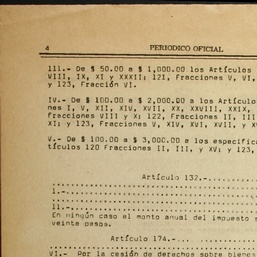 4 PERIODICO OFICIAL
III.- De $ 50.00 a $ 1,000.00 los Artículos
VIII, IX, XI y XXXII; 121, Fracciones V, VI,
y 123, Fracción VI.
IV.- De $ 100.00 a $ 2,000.00 a los Artículo
nes I, V, XII, XIV, XVII, XX, XXVIII, XXIX,
Fracciones VIII y X; 122, Fracciones II, III
XI; y 123, Fracciones V, XIV, XVI, XVII, y X
V.- De $ 100.00 a $ 3,000.00 a los específic
tículos 120 Fracciones II, III, y XV; 123,
Artículo 132.-
I.-
II.-
En ningún caso el monto anual del impuesto s
veinte pesos.
Artículo 174.-
VI.- Por la cesión de derechos sobre bienes